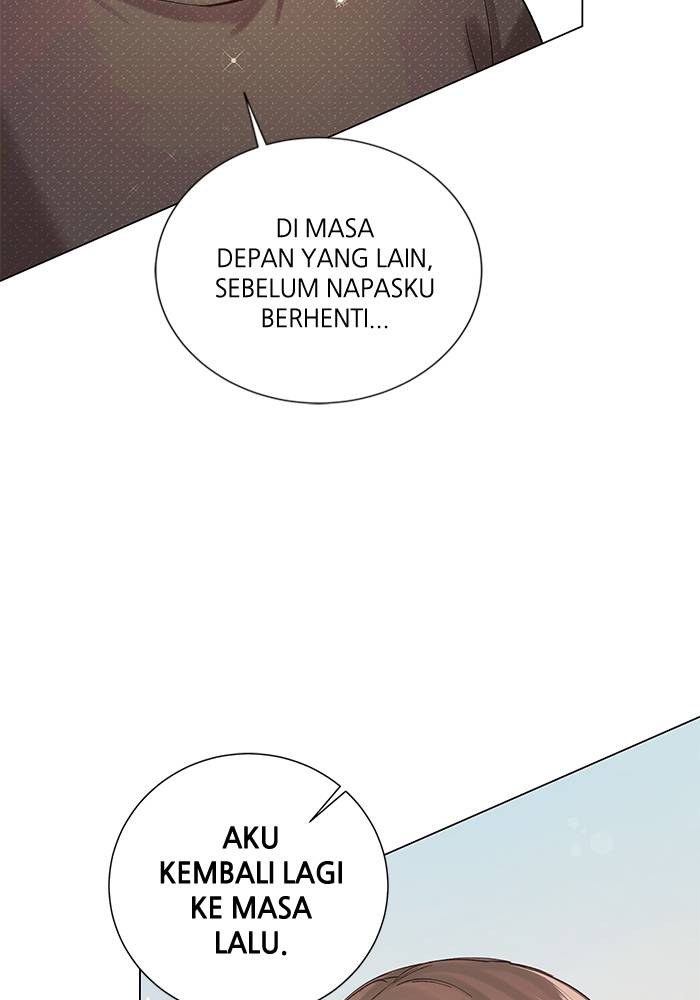 DI MASA
DEPAN YANG LAIN,
SEBELUM NAPASKU
BERHENTI...
AKU
KEMBALI LAGI
KE MASA
LALU.